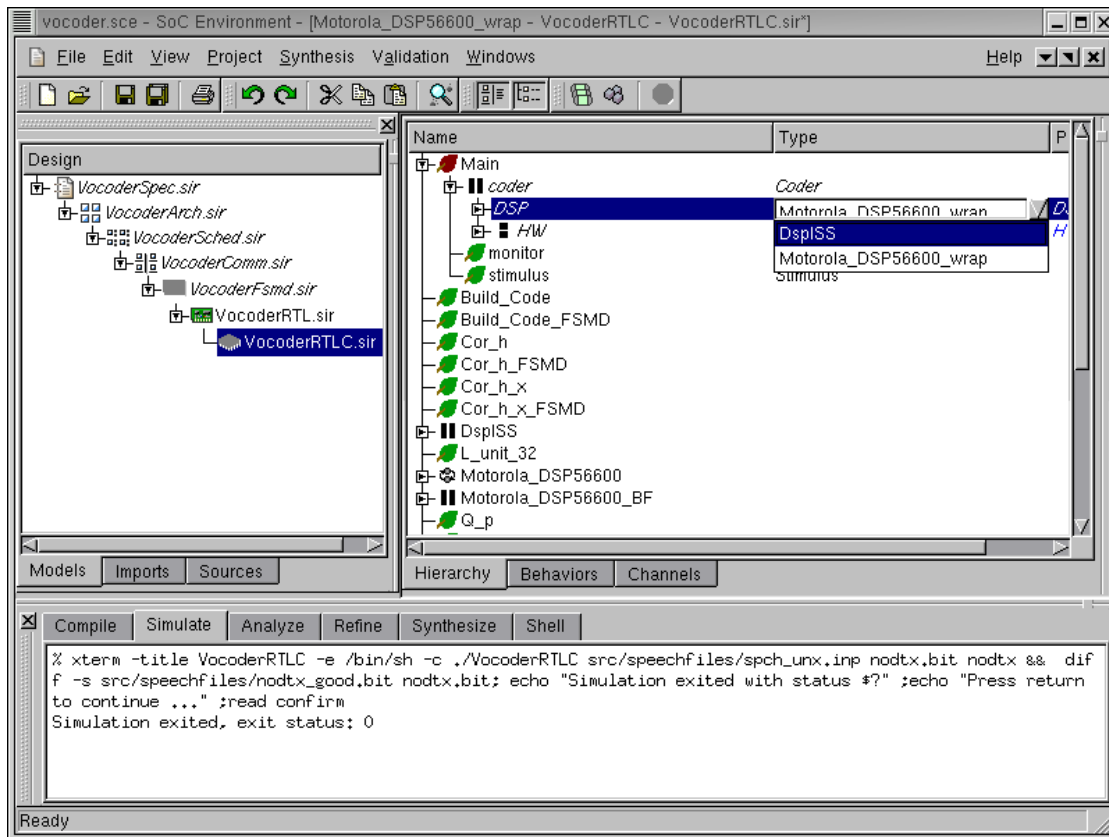 vocoder.sce - SoC Environment - [Motorola_DSP56600_wrap - VocoderRTLC - VocoderRTLC.sir*]
File Edit View Project Synthesis Validation Windows Help
Design
VocoderSpec.sir
VocoderArch.sir
VocoderSched.sir
VocoderComm.sir
VocoderFsmd.sir
VocoderRTL.sir
VocoderRTLC.sir
Models Imports Sources
Name Type P
Main
coder Coder
DSP Motorola_DSP56600_wrap
HW H
DspISS
Motorola_DSP56600_wrap
monitor
stimulus Stimulus
Build_Code
Build_Code_FSMD
Cor_h
Cor_h_FSMD
Cor_h_x
Cor_h_x_FSMD
DspISS
L_unit_32
Motorola_DSP56600
Motorola_DSP56600_BF
Q_p
Hierarchy Behaviors Channels
Compile Simulate Analyze Refine Synthesize Shell
% xterm -title VocoderRTLC -e /bin/sh -c ./VocoderRTLC src/speechfiles/spch_unx.inp nodtx.bit nodtx && dif
f -s src/speechfiles/nodtx_good.bit nodtx.bit; echo "Simulation exited with status $?" ;echo "Press return
to continue ..." ;read confirm
Simulation exited, exit status: 0
Ready